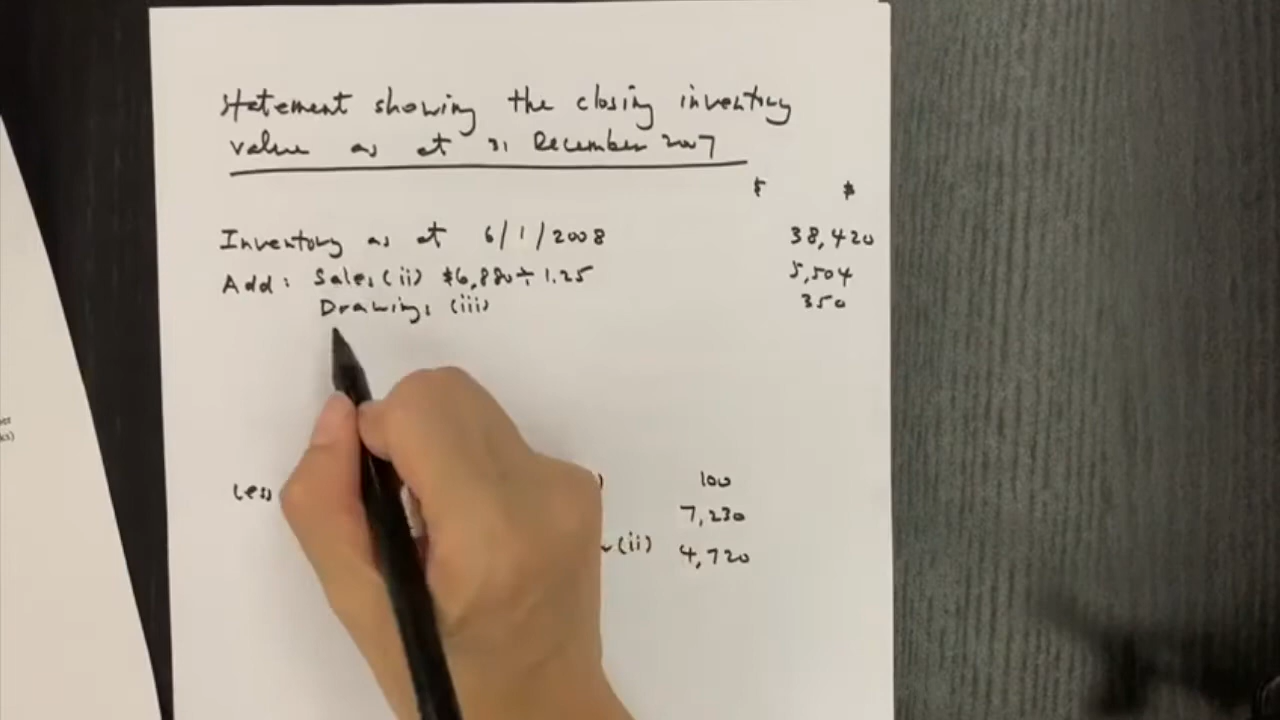 Statement showing the closing inventory
value as at 31 December 2007
$ $
Inventory as at 6/1/2008 38,420
Add: Sales (ii) $6,880 ÷ 1.25 5,504
Drawings (iii) 350
Less 100
7,230
(ii) 4,720